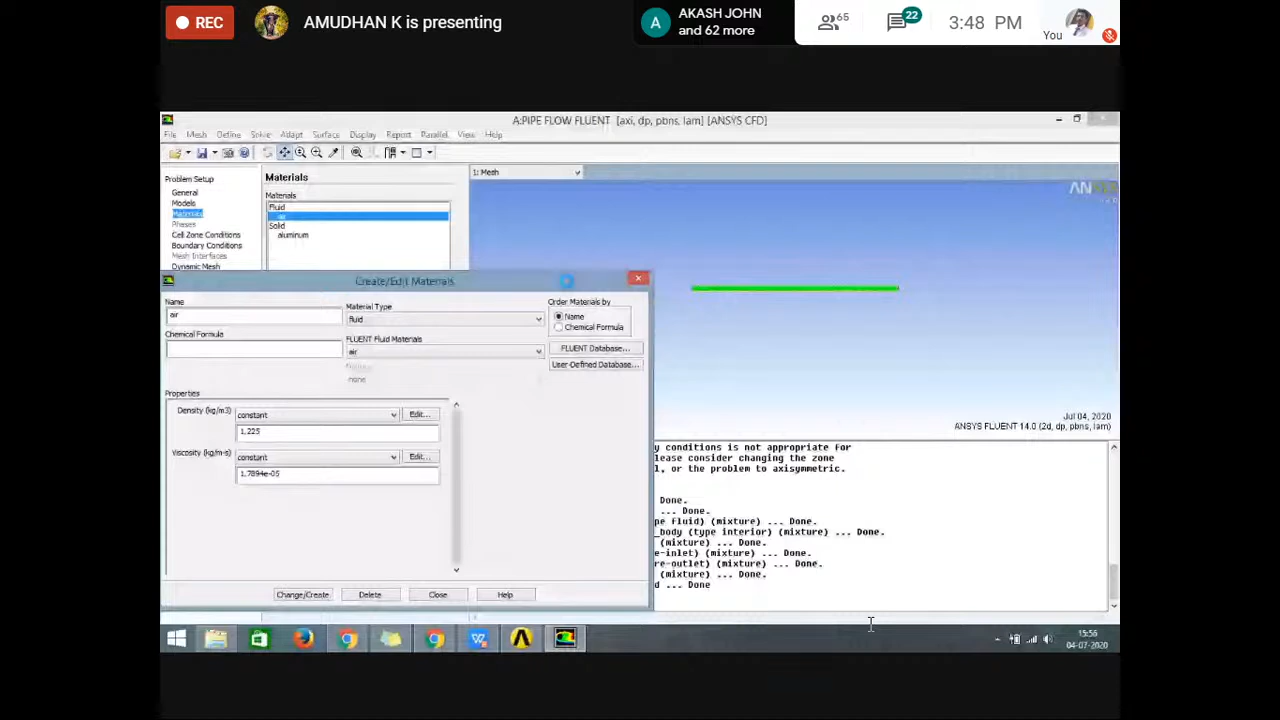 REC
AMUDHAN K is presenting
A
AKASH JOHN
and 62 more
65
22
3:48 PM
You
A:PIPE FLOW FLUENT [axi, dp, pbns, lam] [ANSYS CFD]
File Mesh Define Solve Adapt Surface Display Report Parallel View Help
Problem Setup
General
Models
Materials
Phases
Cell Zone Conditions
Boundary Conditions
Mesh Interfaces
Dynamic Mesh
Materials
Materials
Fluid
air
Solid
aluminum
1: Mesh
Jul 04, 2020
ANSYS FLUENT 14.0 (2d, dp, pbns, lam)
Create/Edit Materials
Name
air
Chemical Formula
Material Type
fluid
FLUENT Fluid Materials
air
none
Order Materials by
Name
Chemical Formula
FLUENT Database...
User-Defined Database...
Properties
Density (kg/m3)
constant
Edit...
1.225
Viscosity (kg/m-s)
constant
Edit...
1.7894e-05
Change/Create
Delete
Close
Help
y conditions is not appropriate for
lease consider changing the zone
l, or the problem to axisymmetric.
Done.
... Done.
pe fluid) (mixture) ... Done.
_body (type interior) (mixture) ... Done.
(mixture) ... Done.
e-inlet) (mixture) ... Done.
re-outlet) (mixture) ... Done.
(mixture) ... Done.
d ... Done
15:56
04-07-2020